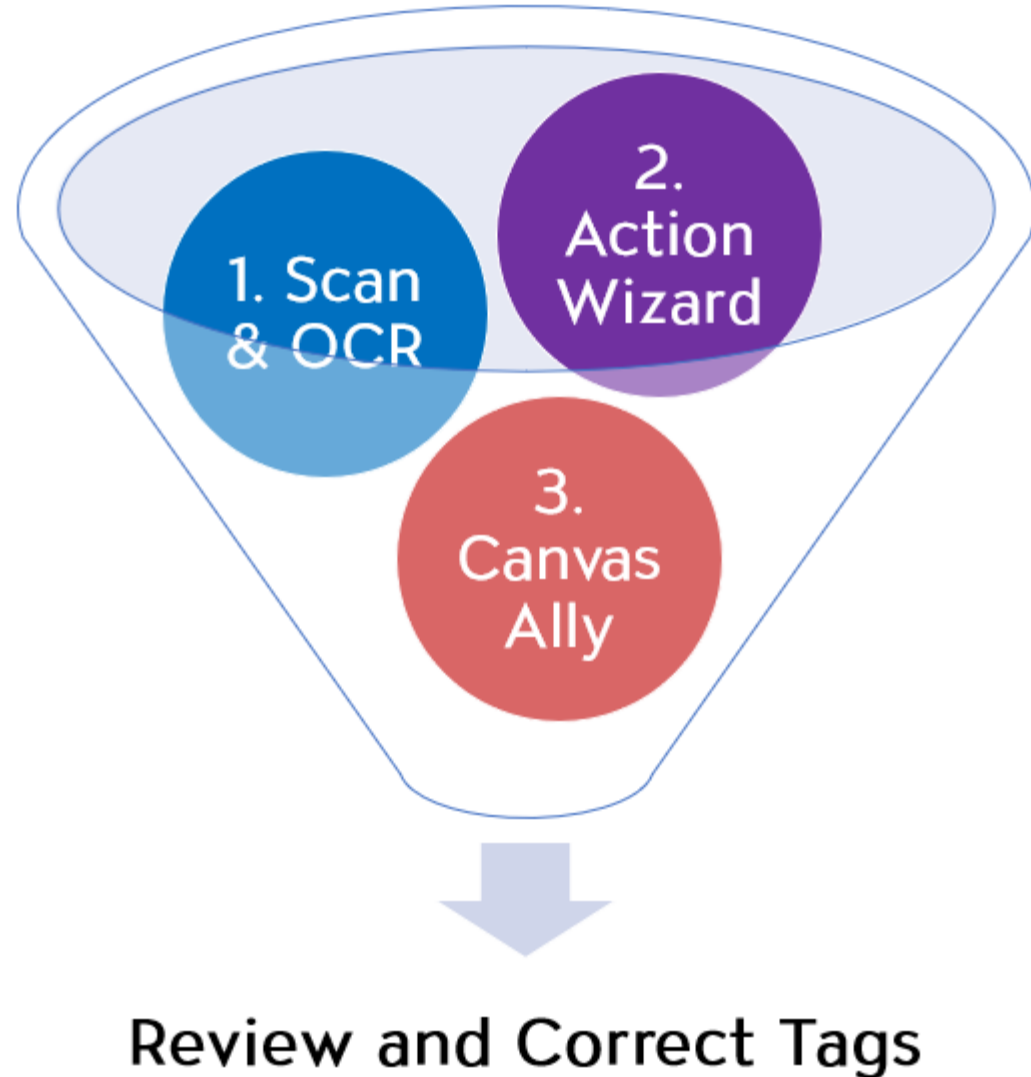 1. Scan
& OCR
2.
Action
Wizard
3.
Canvas
Ally
Review and Correct Tags